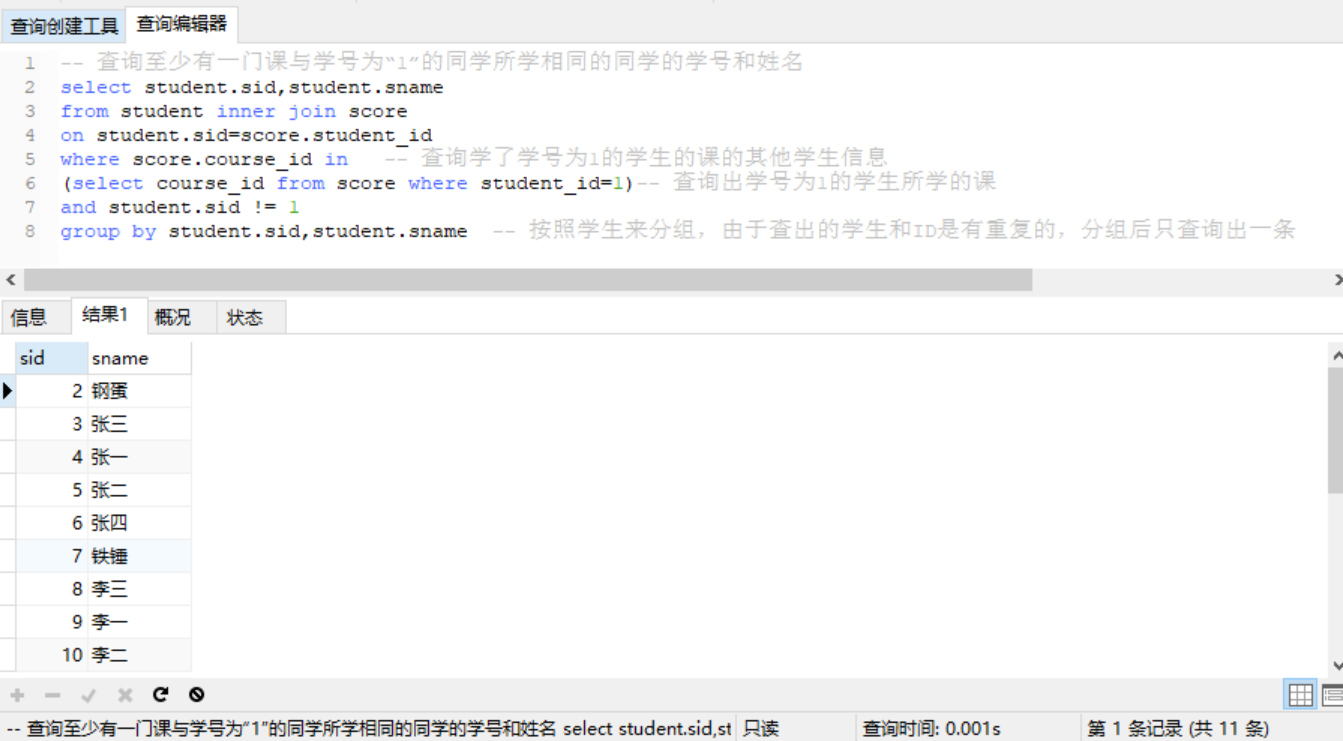 查询创建工具 查询编辑器
1 -- 查询至少有一门课与学号为“1”的同学所学相同的同学的学号和姓名
2 select student.sid,student.sname
3 from student inner join score
4 on student.sid=score.student_id
5 where score.course_id in -- 查询学了学号为1的学生的课的其他学生信息
6 (select course_id from score where student_id=1)-- 查询出学号为1的学生所学的课
7 and student.sid != 1
8 group by student.sid,student.sname -- 按照学生来分组，由于查出的学生和ID是有重复的，分组后只查询出一条
信息 结果1 概况 状态
sid sname
2 钢蛋
3 张三
4 张一
5 张二
6 张四
7 铁锤
8 李三
9 李一
10 李二
-- 查询至少有一门课与学号为“1”的同学所学相同的同学的学号和姓名 select student.sid,st 只读 查询时间: 0.001s 第 1 条记录 (共 11 条)